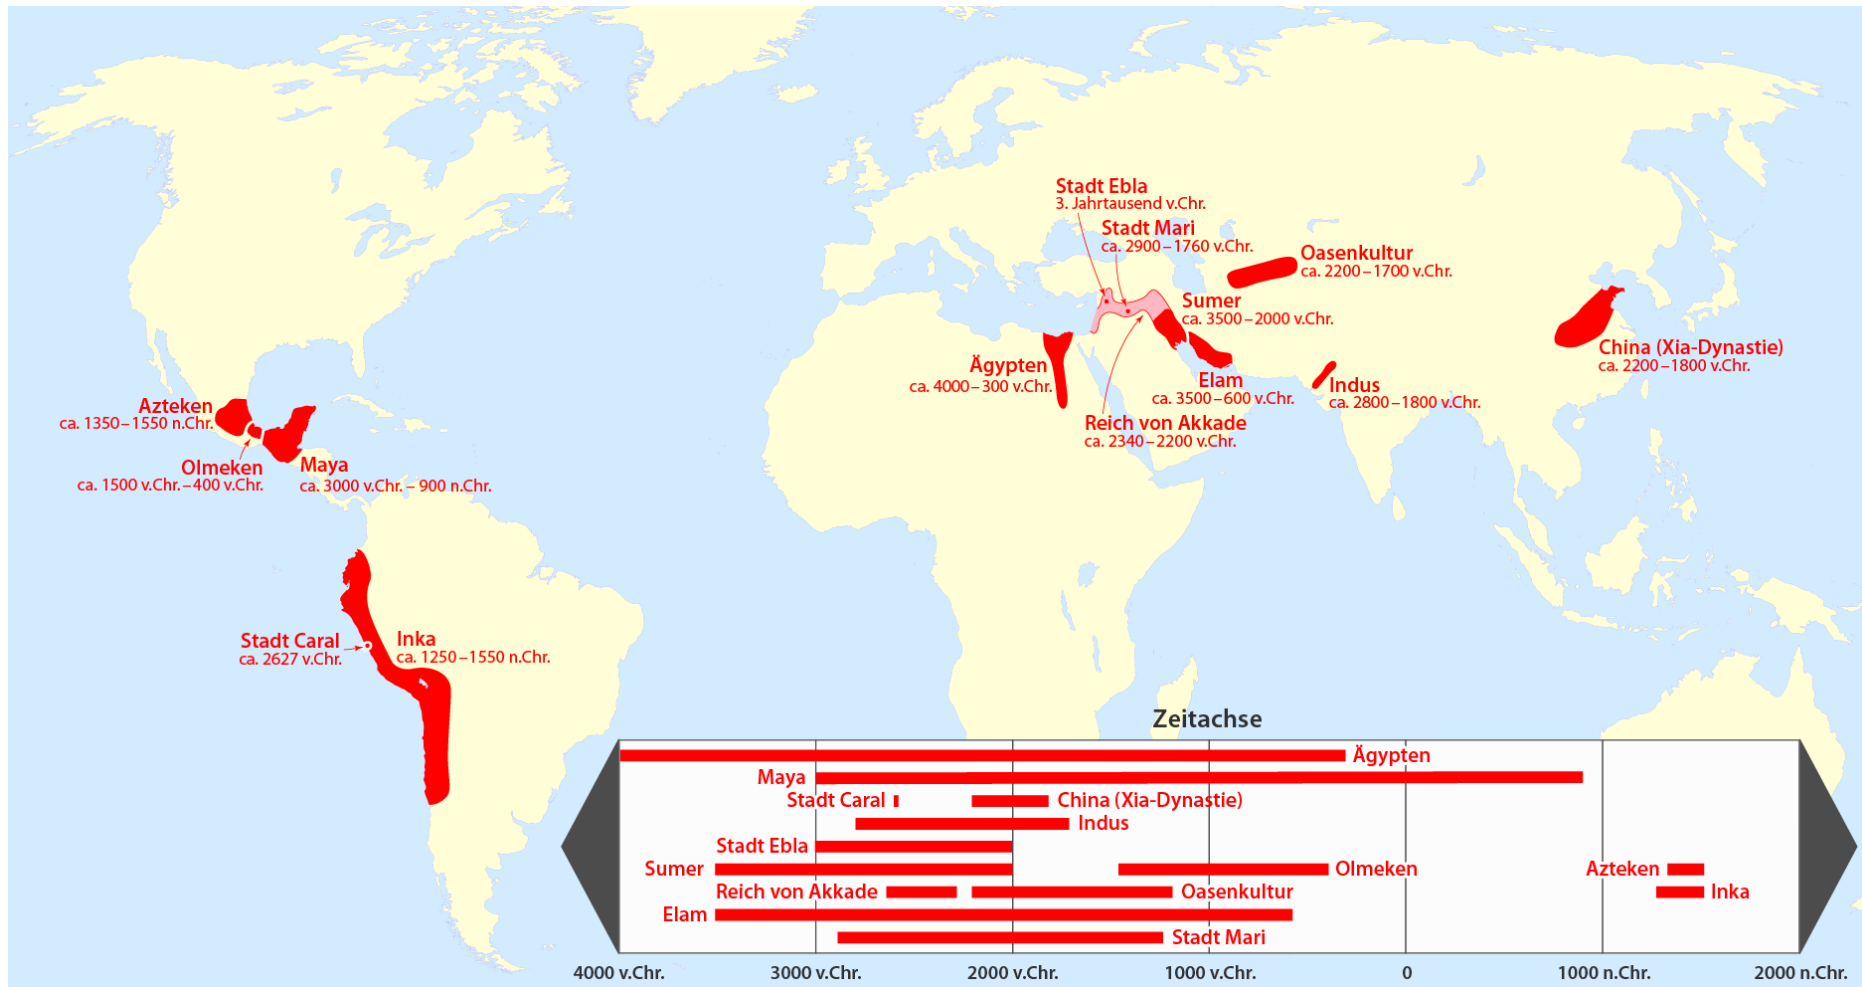 Stadt Ebla
3. Jahrtausend v.Chr.
Stadt Mari
ca. 2900–1760 v.Chr.
Oasenkultur
ca. 2200–1700 v.Chr.
Sumer
ca. 3500–2000 v.Chr.
China (Xia-Dynastie)
ca. 2200–1800 v.Chr.
Ägypten
ca. 4000–300 v.Chr.
Elam
ca. 3500–600 v.Chr.
Indus
ca. 2800–1800 v.Chr.
Reich von Akkade
ca. 2340–2200 v.Chr.
Azteken
ca. 1350–1550 n.Chr.
Olmeken
ca. 1500 v.Chr.–400 v.Chr.
Maya
ca. 3000 v.Chr. – 900 n.Chr.
Stadt Caral
ca. 2627 v.Chr.
Inka
ca. 1250–1550 n.Chr.
Zeitachse
Ägypten
Maya
Stadt Caral
China (Xia-Dynastie)
Indus
Stadt Ebla
Sumer
Olmeken
Azteken
Reich von Akkade
Oasenkultur
Inka
Elam
Stadt Mari
4000 v.Chr.
3000 v.Chr.
2000 v.Chr.
1000 v.Chr.
0
1000 n.Chr.
2000 n.Chr.